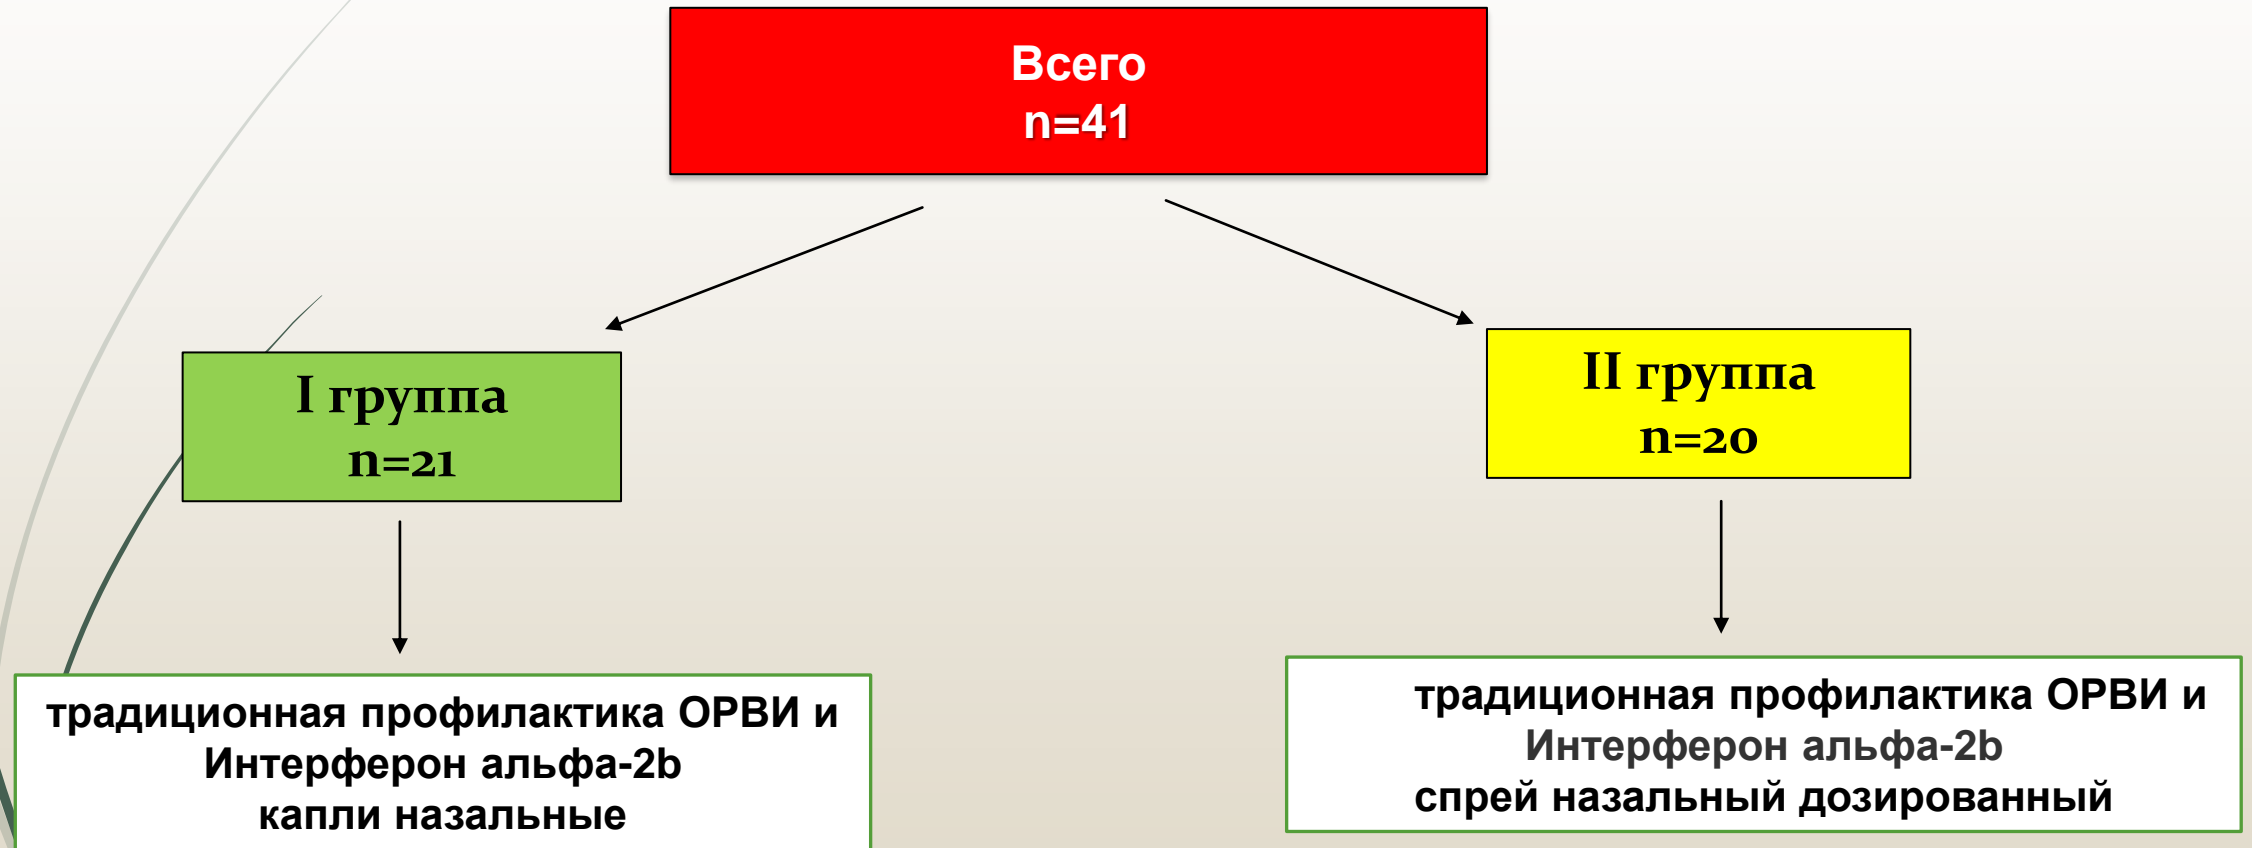 Всего
n=41
I группа
n=21
II группа
n=20
традиционная профилактика ОРВИ и
Интерферон альфа-2b
капли назальные
традиционная профилактика ОРВИ и
Интерферон альфа-2b
спрей назальный дозированный